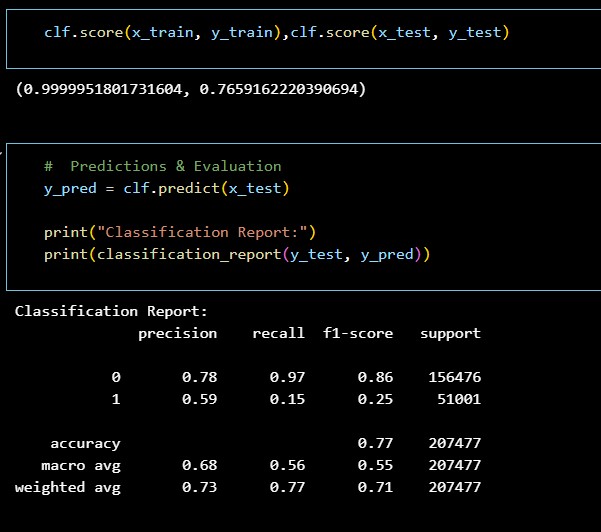 clf.score(x_train, y_train),clf.score(x_test, y_test)
(0.9999951801731604, 0.7659162220390694)
#  Predictions & Evaluation
y_pred = clf.predict(x_test)
print("Classification Report:")
print(classification_report(y_test, y_pred))
Classification Report:
precision recall f1-score support
0 0.78 0.97 0.86 156476
1 0.59 0.15 0.25 51001
accuracy 0.77 207477
macro avg 0.68 0.56 0.55 207477
weighted avg 0.73 0.77 0.71 207477